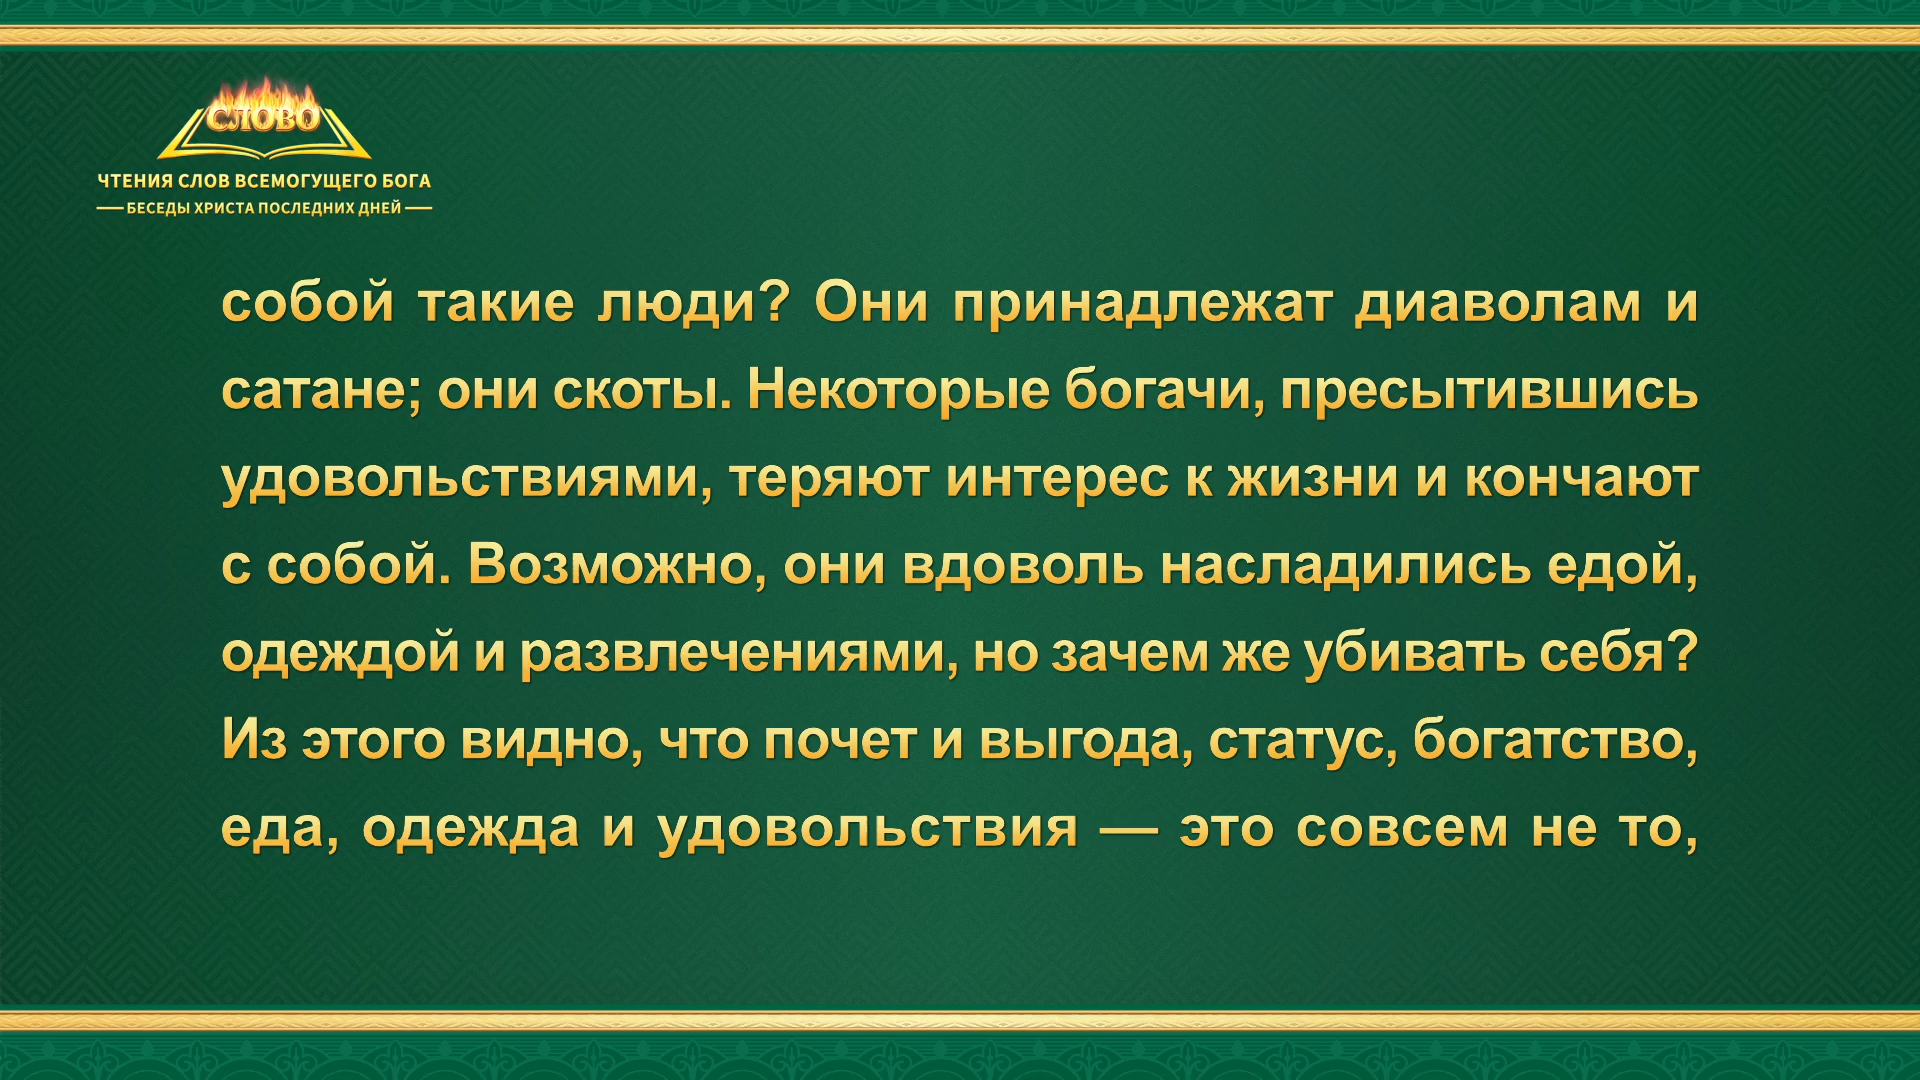 СЛОВО
ЧТЕНИЯ СЛОВ ВСЕМОГУЩЕГО БОГА
— БЕСЕДЫ ХРИСТА ПОСЛЕДНИХ ДНЕЙ —
собой такие люди? Они принадлежат диаволам и
сатане; они скоты. Некоторые богачи, пресытившись
удовольствиями, теряют интерес к жизни и кончают
с собой. Возможно, они вдоволь насладились едой,
одеждой и развлечениями, но зачем же убивать себя?
Из этого видно, что почет и выгода, статус, богатство,
еда, одежда и удовольствия — это совсем не то,